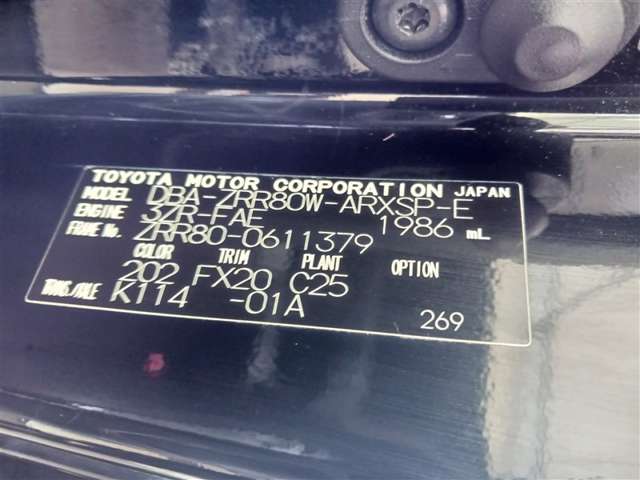 TOYOTA MOTOR CORPORATION JAPAN
MODEL DBA-ZRR80W-ARXSP-E
ENGINE 3ZR-FAE 1986 mL
FRAME No. ZRR80-0611379
COLOR TRIM PLANT OPTION
202 FX20 C25
TRANS./AXLE K114 -01A
269